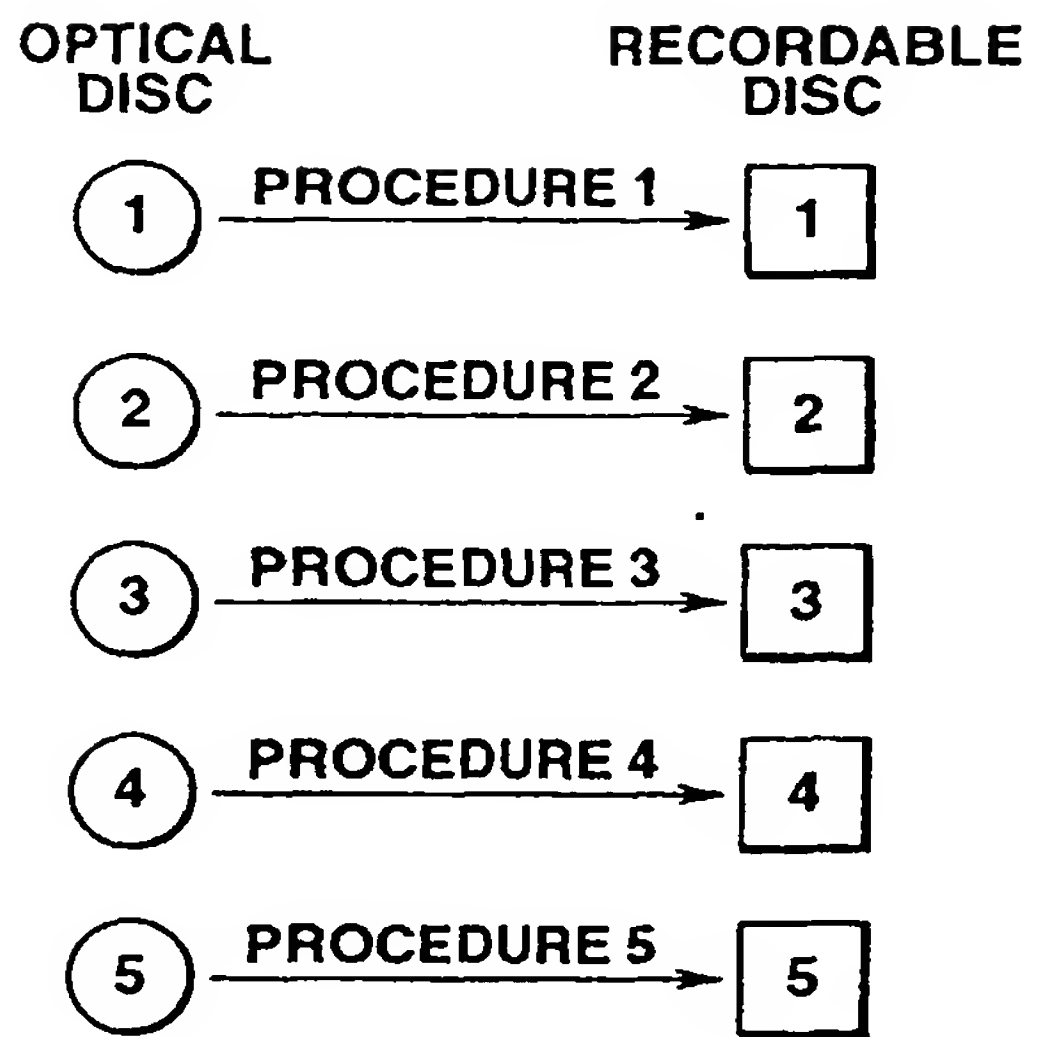 OPTICAL DISC
RECORDABLE DISC
1 PROCEDURE 1 1
2 PROCEDURE 2 2
3 PROCEDURE 3 3
4 PROCEDURE 4 4
5 PROCEDURE 5 5